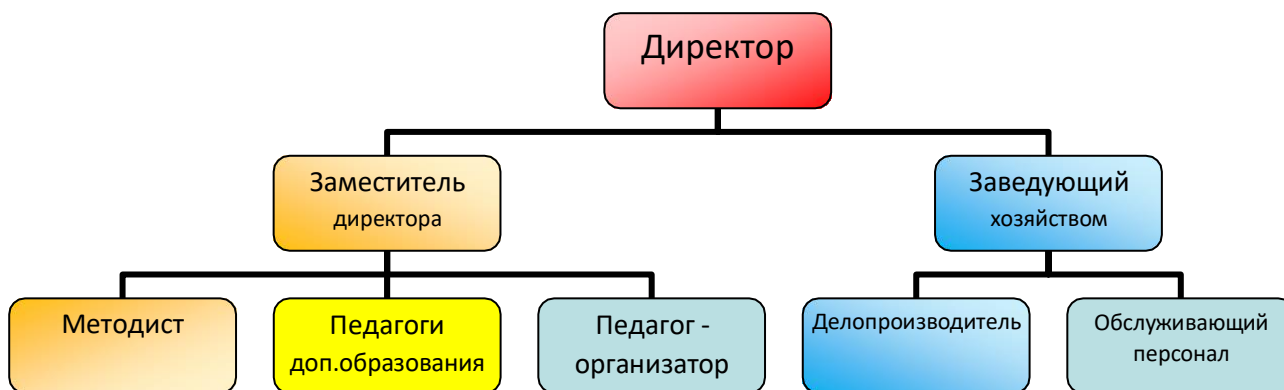 Директор
Заместитель
директора
Заведующий
хозяйством
Методист
Педагоги
доп.образования
Педагог -
организатор
Делопроизводитель
Обслуживающий
персонал